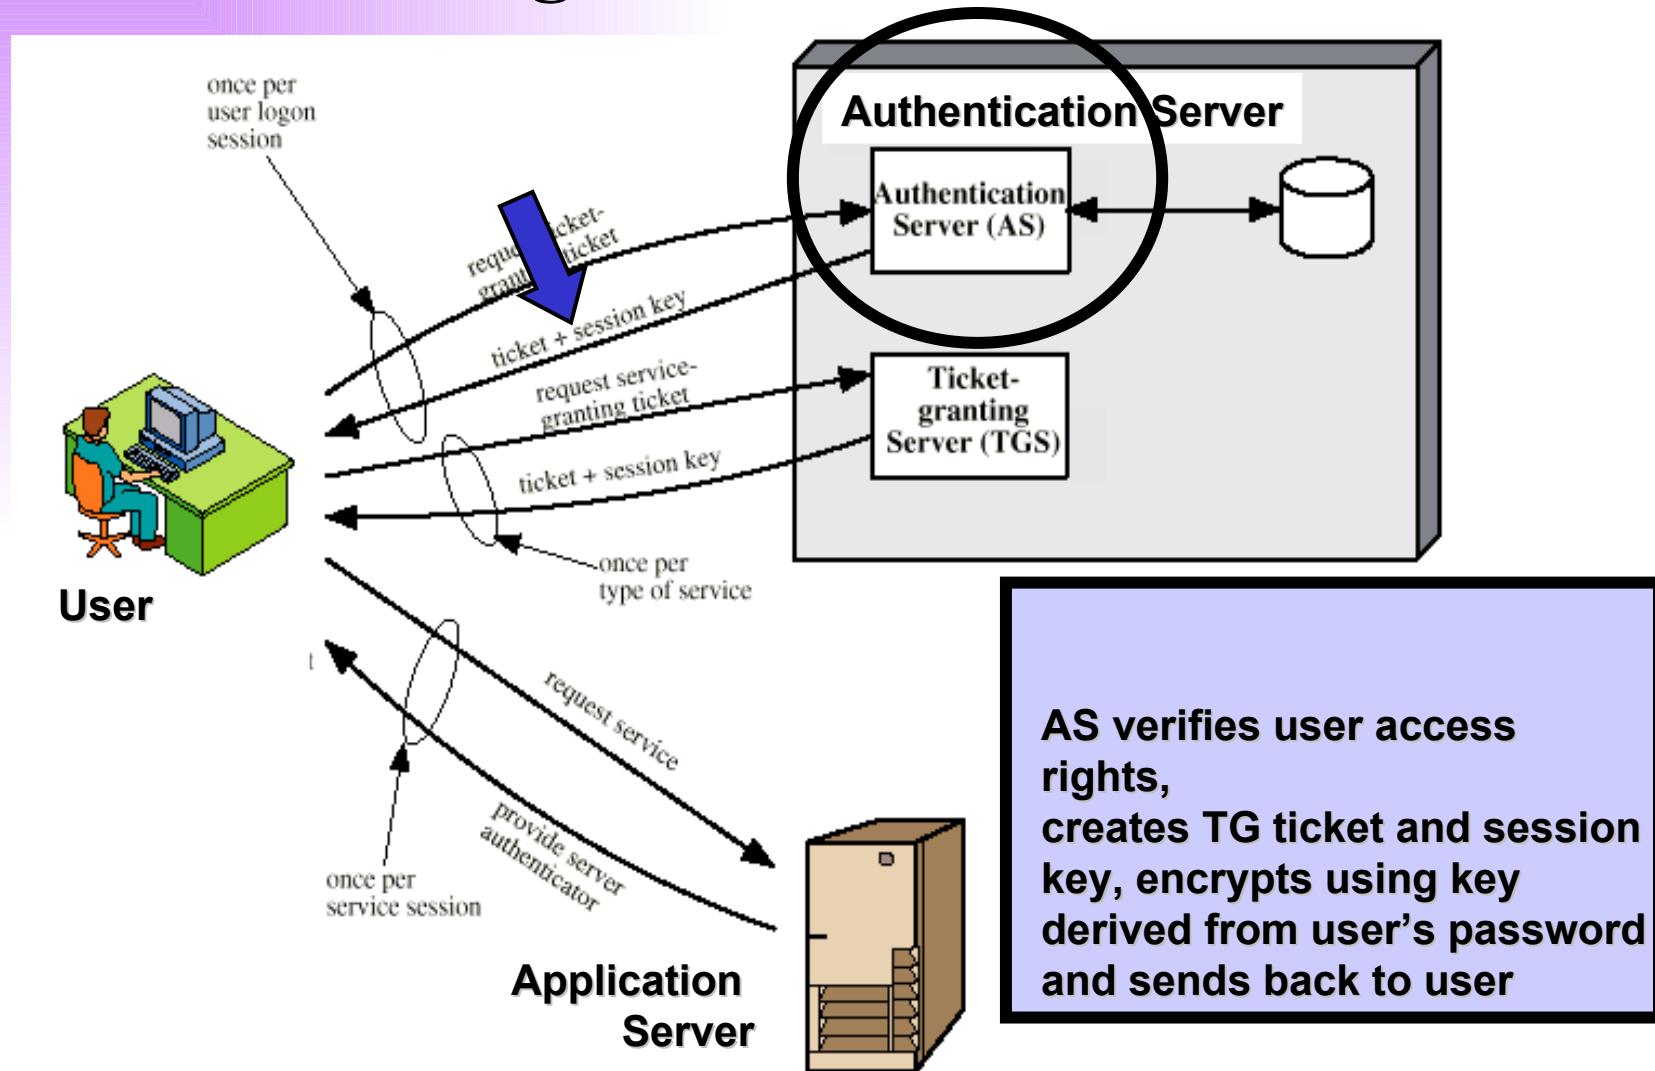 once per
user logon
session
Authentication Server
Authentication
Server (AS)
ticket
ticket + session key
request service-
granting ticket
Ticket-
granting
Server (TGS)
ticket + session key
once per
type of service
User
request service
provide server
authenticator
once per
service session
Application
Server
AS verifies user access
rights,
creates TG ticket and session
key, encrypts using key
derived from user's password
and sends back to user